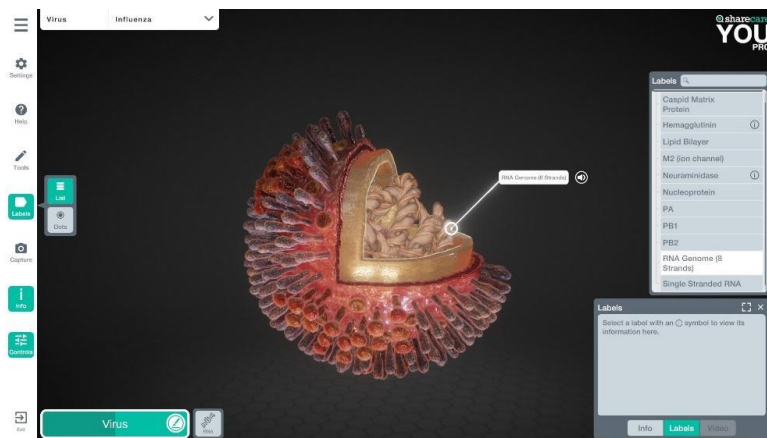 Virus Influenza
sharecare
YOU
PRO
Settings
Help
Tools
Labels
List
Dots
Capture
Info
Controls
Exit
RNA Genome (8 Strands)
Labels
Caspid Matrix
Protein
Hemagglutinin
Lipid Bilayer
M2 (ion channel)
Neuraminidase
Nucleoprotein
PA
PB1
PB2
RNA Genome (8
Strands)
Single Stranded RNA
Labels
Select a label with an i symbol to view its
information here.
Info Labels Video
Virus
RNA